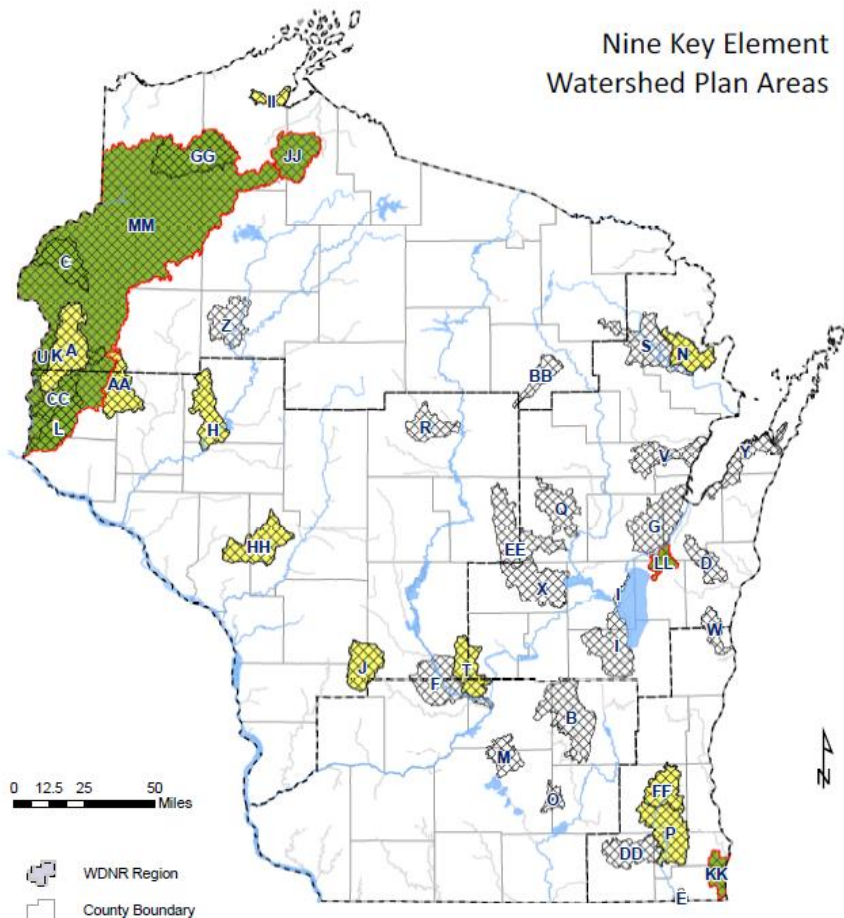 Nine Key Element
Watershed Plan Areas
II
GG
JJ
MM
C
Z
S
N
U
K
A
BB
AA
CC
H
R
L
V
Y
Q
G
EE
HH
LL
D
X
I
W
I
J
T
F
B
M
FF
O
P
DD
KK
E
N
0 12.5 25 50
Miles
WDNR Region
County Boundary